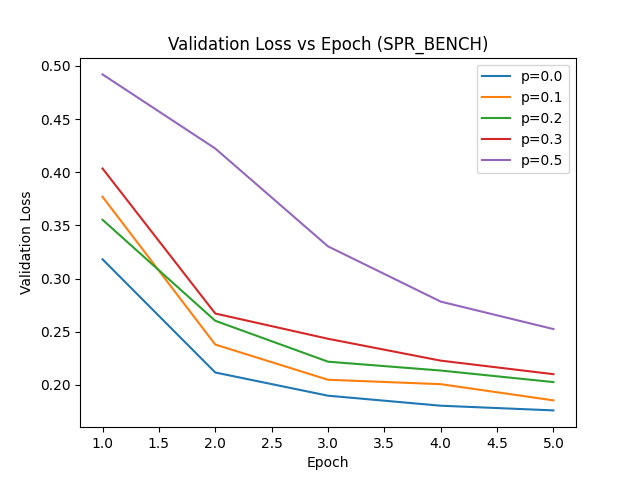 Validation Loss vs Epoch (SPR_BENCH)
0.50
0.45
0.40
0.35
0.30
0.25
0.20
Validation Loss
p=0.0
p=0.1
p=0.2
p=0.3
p=0.5
1.0 1.5 2.0 2.5 3.0 3.5 4.0 4.5 5.0
Epoch